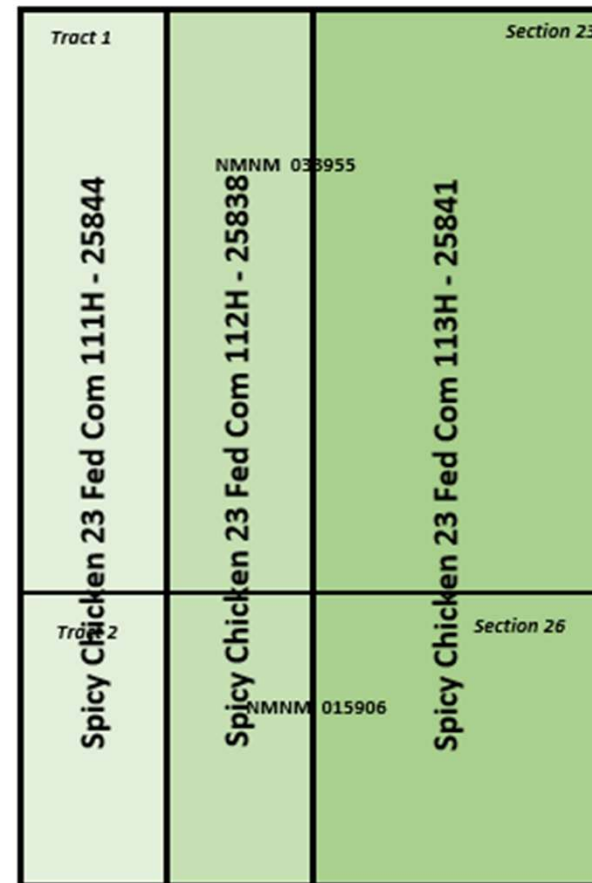 Tract 1
Section 23
NMNM 033955
Spicy Chicken 23 Fed Com 111H - 25844
Spicy Chicken 23 Fed Com 112H - 25838
Spicy Chicken 23 Fed Com 113H - 25841
Tract 2
Section 26
NMNM 015906